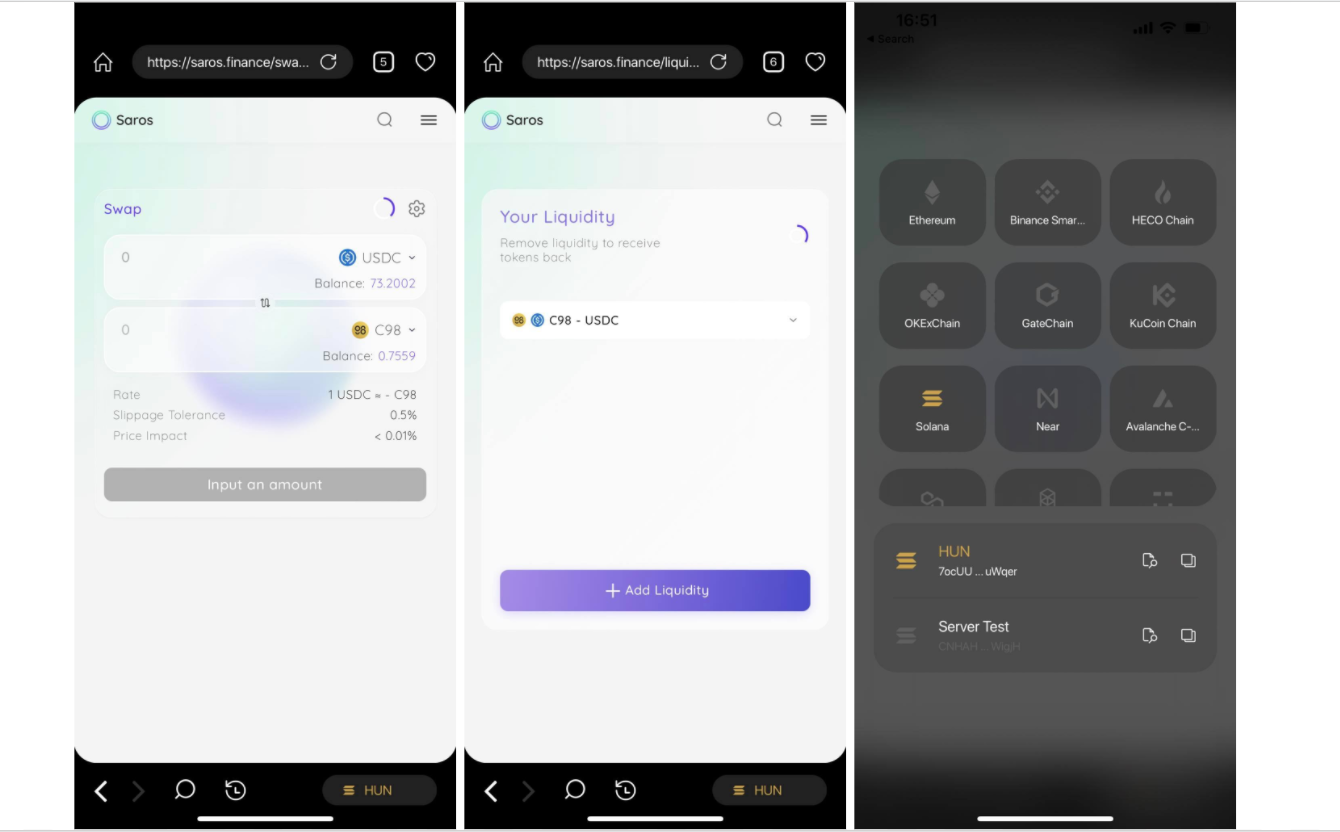 https://saros.finance/swa...
5
Saros
Swap
0
USDC
Balance: 73.2002
0
98
C98
Balance: 0.7559
Rate
1 USDC ≈ - C98
Slippage Tolerance
0.5%
Price Impact
< 0.01%
Input an amount
HUN
https://saros.finance/liqui...
6
Saros
Your Liquidity
Remove liquidity to receive
tokens back
98
C98 - USDC
+ Add Liquidity
HUN
16:51
◂ Search
Ethereum
Binance Smar...
HECO Chain
OKExChain
GateChain
KuCoin Chain
Solana
Near
Avalanche C-...
HUN
7ocUU ... uWqer
Server Test
CNHAH ... WigjH